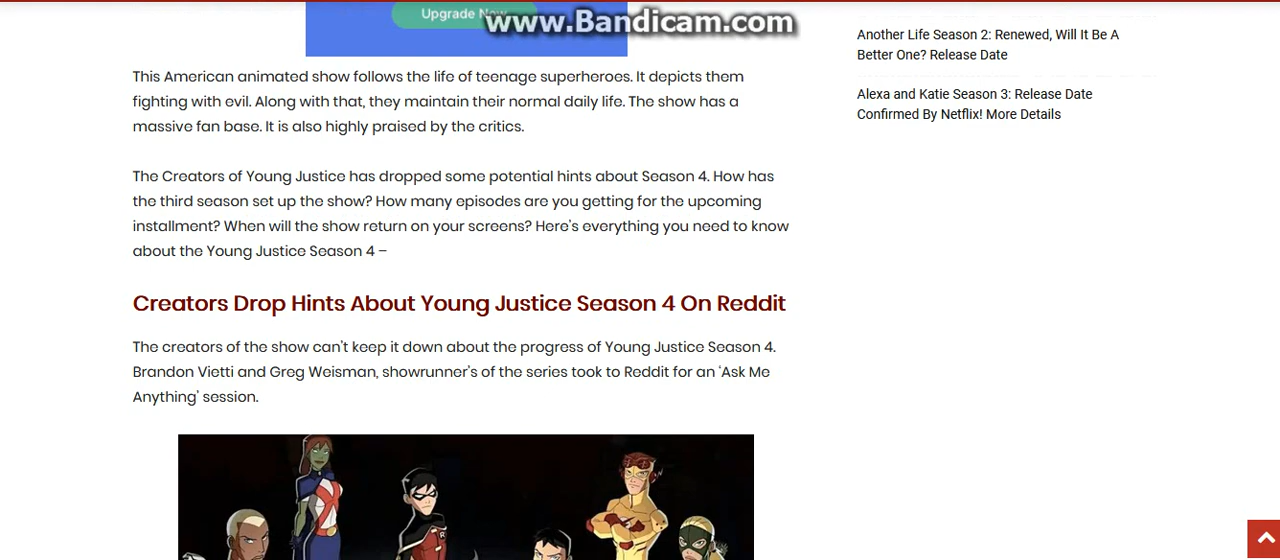 Upgrade Now
www.Bandicam.com
This American animated show follows the life of teenage superheroes. It depicts them
fighting with evil. Along with that, they maintain their normal daily life. The show has a
massive fan base. It is also highly praised by the critics.
The Creators of Young Justice has dropped some potential hints about Season 4. How has
the third season set up the show? How many episodes are you getting for the upcoming
installment? When will the show return on your screens? Here's everything you need to know
about the Young Justice Season 4 –
Creators Drop Hints About Young Justice Season 4 On Reddit
The creators of the show can't keep it down about the progress of Young Justice Season 4.
Brandon Vietti and Greg Weisman, showrunner's of the series took to Reddit for an ‘Ask Me
Anything’ session.
Another Life Season 2: Renewed, Will It Be A
Better One? Release Date
Alexa and Katie Season 3: Release Date
Confirmed By Netflix! More Details